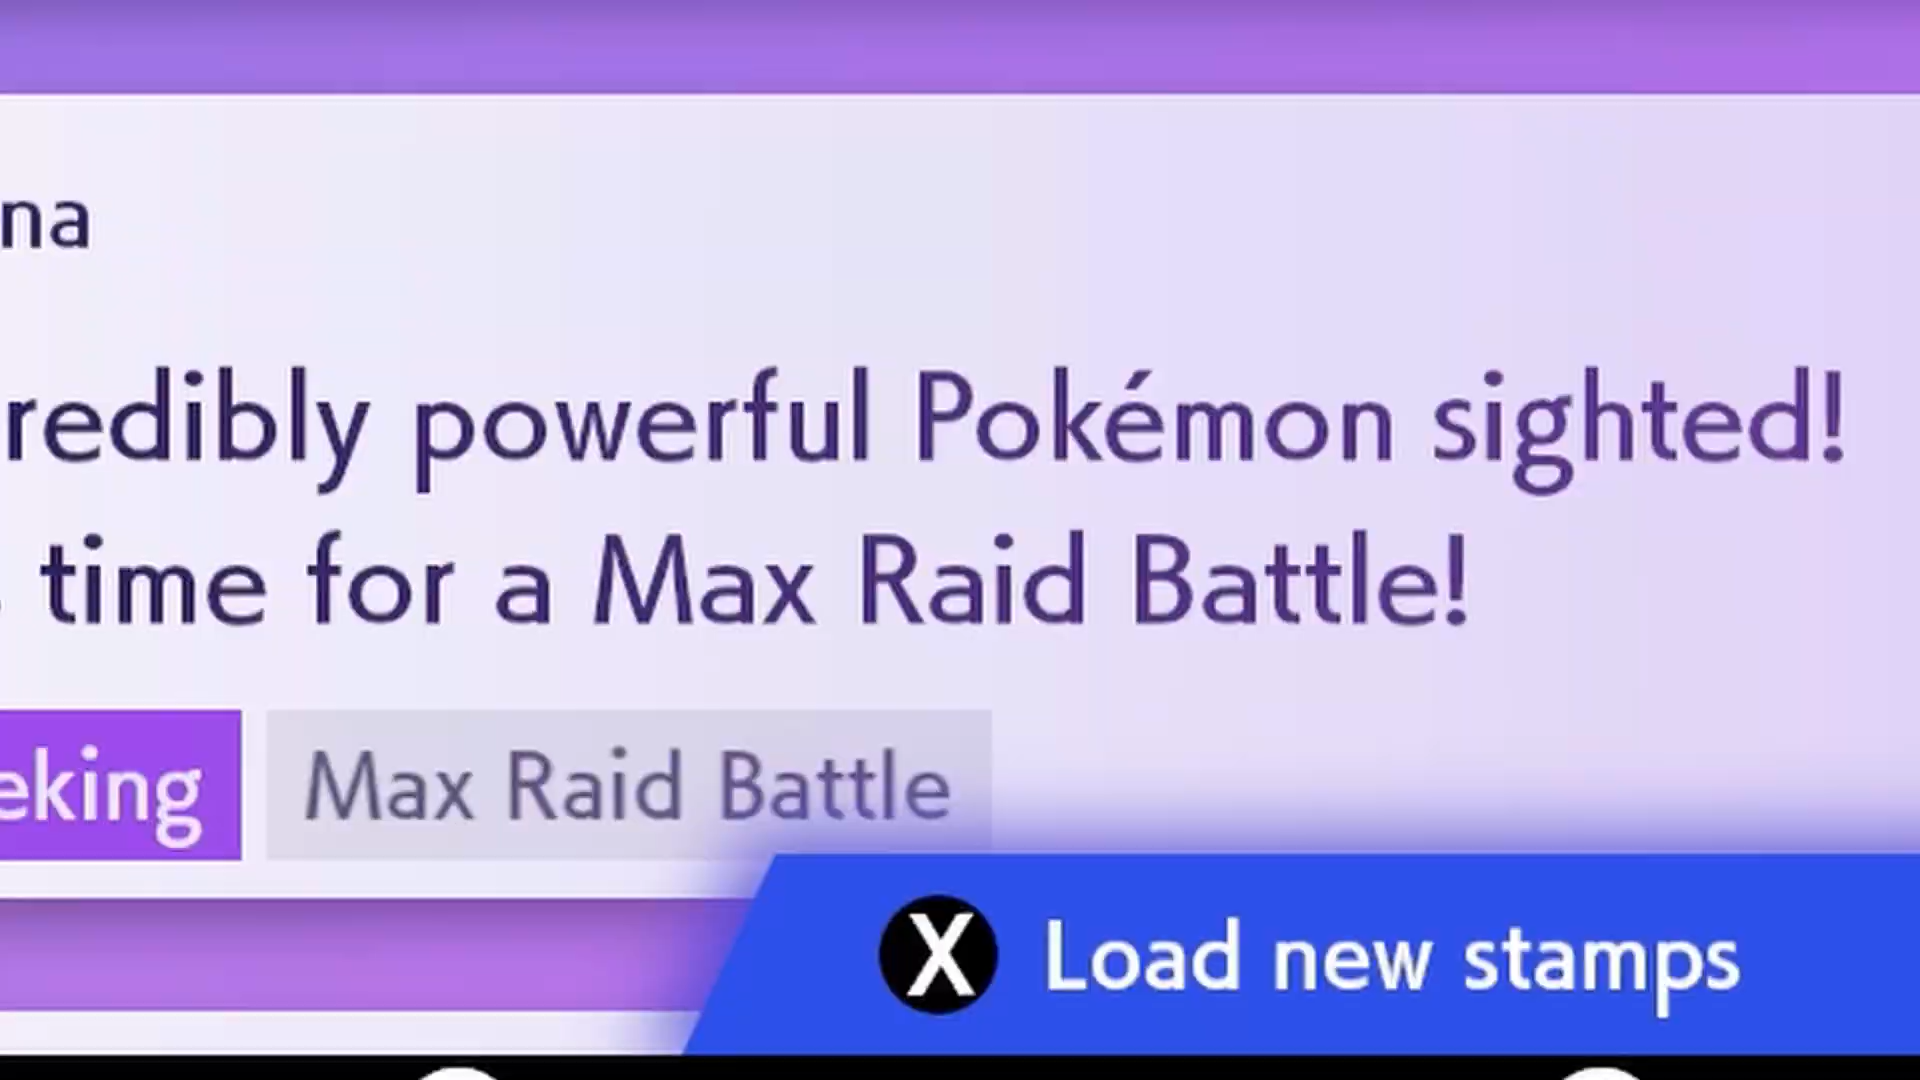 na
redibly powerful Pokémon sighted!
time for a Max Raid Battle!
eking Max Raid Battle
X Load new stamps